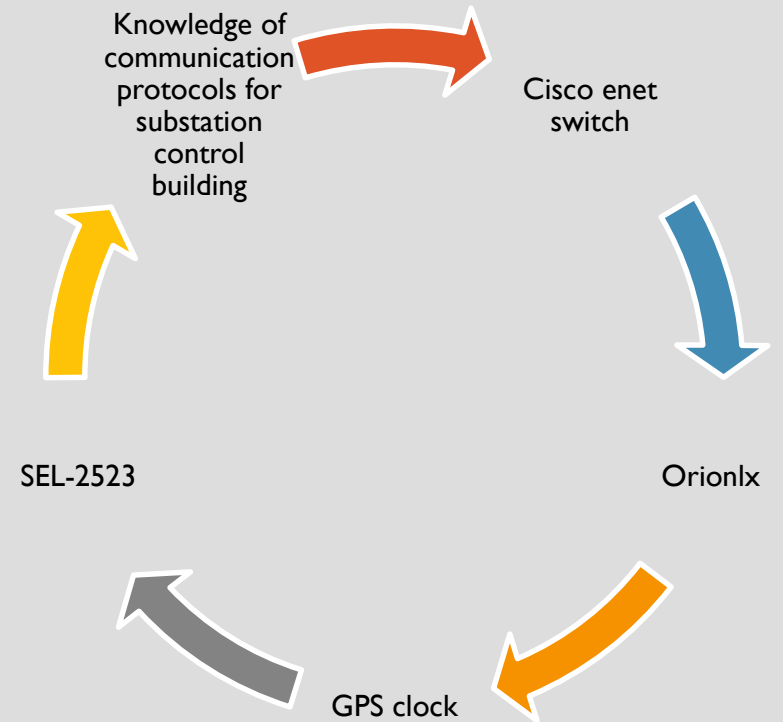 Knowledge of
communication
protocols for
substation
control
building
Cisco enet
switch
Orionlx
GPS clock
SEL-2523